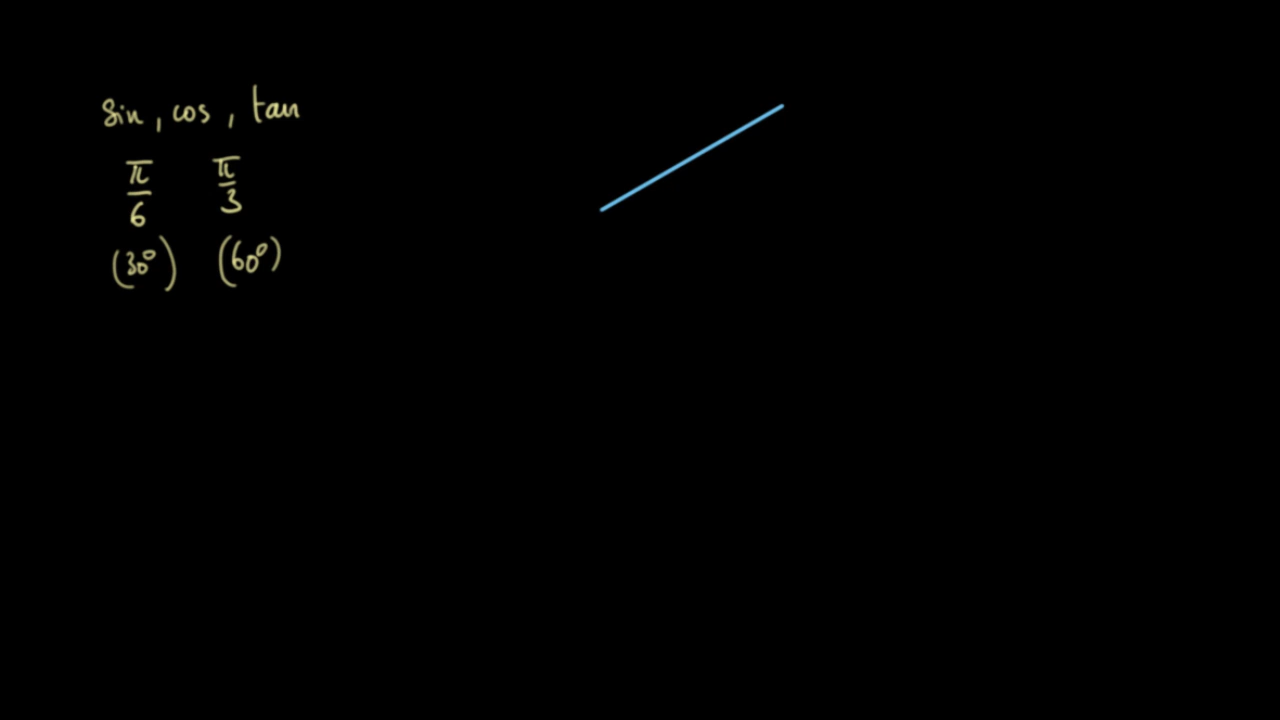 sin, cos, tan
π/6 π/3
(30°) (60°)